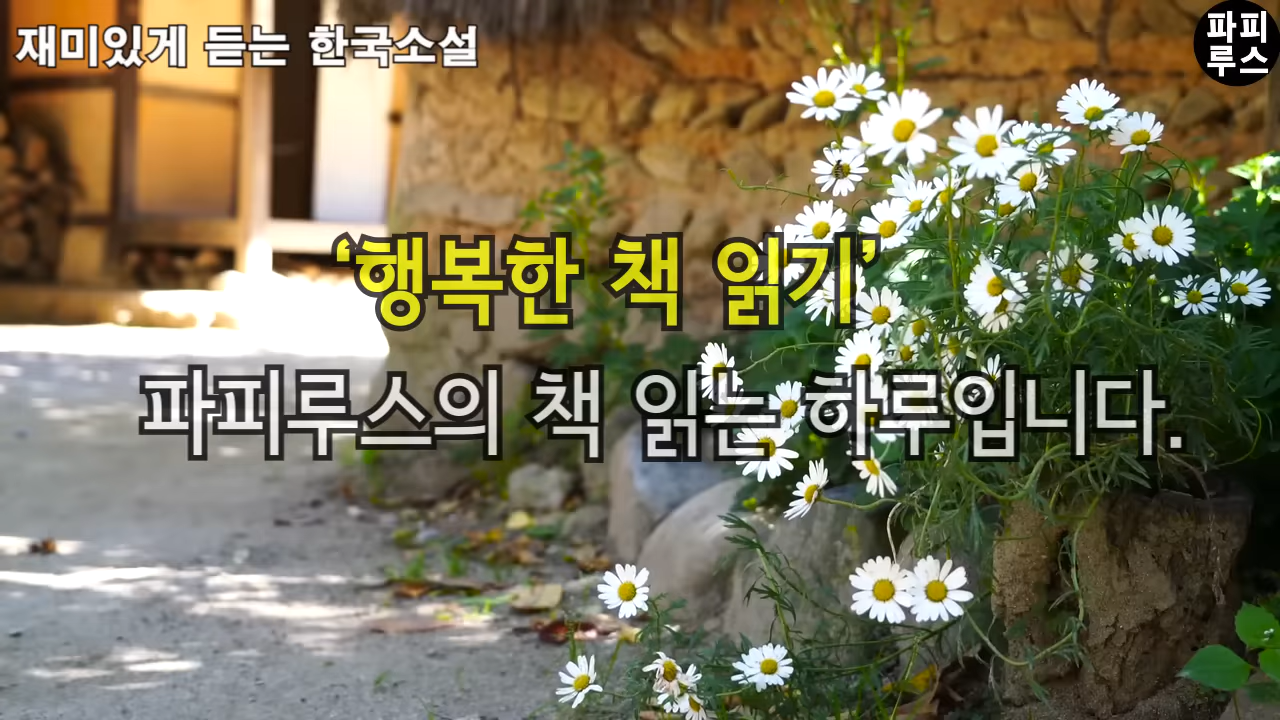 재미있게 듣는 한국소설
파피
루스
‘행복한 책 읽기’
파피루스의 책 읽는 하루입니다.